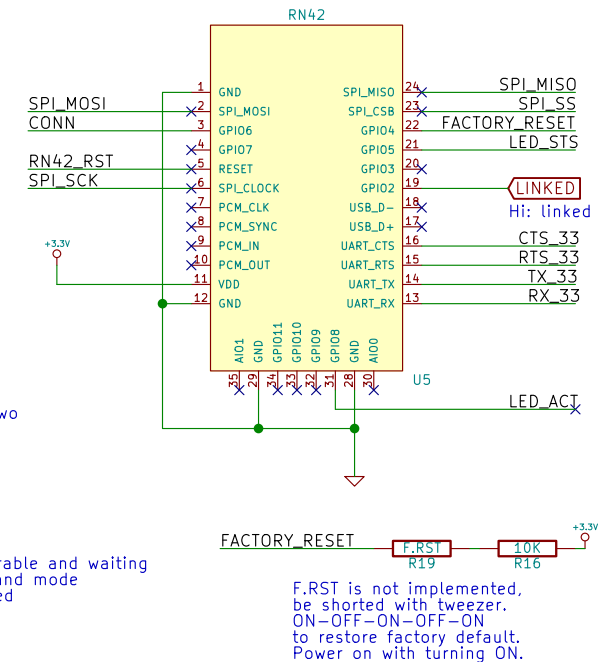 RN42
1 GND SPI_MISO 24 SPI_MISO
SPI_MOSI 2 SPI_MOSI SPI_CSB 23 SPI_SS
CONN 3 GPIO6 GPIO4 22 FACTORY_RESET
4 GPIO7 GPIO5 21 LED_STS
RN42_RST 5 RESET GPIO3 20
SPI_SCK 6 SPI_CLOCK GPIO2 19 LINKED
7 PCM_CLK USB_D- 18 Hi: linked
8 PCM_SYNC USB_D+ 17
+3.3V 9 PCM_IN UART_CTS 16 CTS_33
10 PCM_OUT UART_RTS 15 RTS_33
11 VDD UART_TX 14 TX_33
12 GND UART_RX 13 RX_33
AIO1 GND GPIO11 GPIO10 GPIO9 GPIO8 GND AIO0
35 29 34 33 32 31 28 30
U5
LED_ACT
wo
+3.3V
FACTORY_RESET F.RST 10K
R19 R16
rable and waiting
and mode
ed
F.RST is not implemented,
be shorted with tweezer.
ON-OFF-ON-OFF-ON
to restore factory default.
Power on with turning ON.